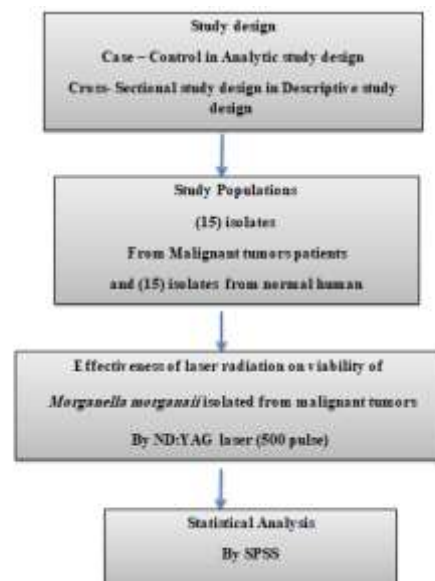 Study design
Case – Control in Analytic study design
Cross- Sectional study design in Descriptive study
design
Study Populations
(15) isolates
From Malignant tumors patients
and (15) isolates from normal human
Effectiveness of laser radiation on viability of
Morganella morganaii isolated from malignant tumors
By ND:YAG laser (500 pulse)
Statistical Analysis
By SPSS